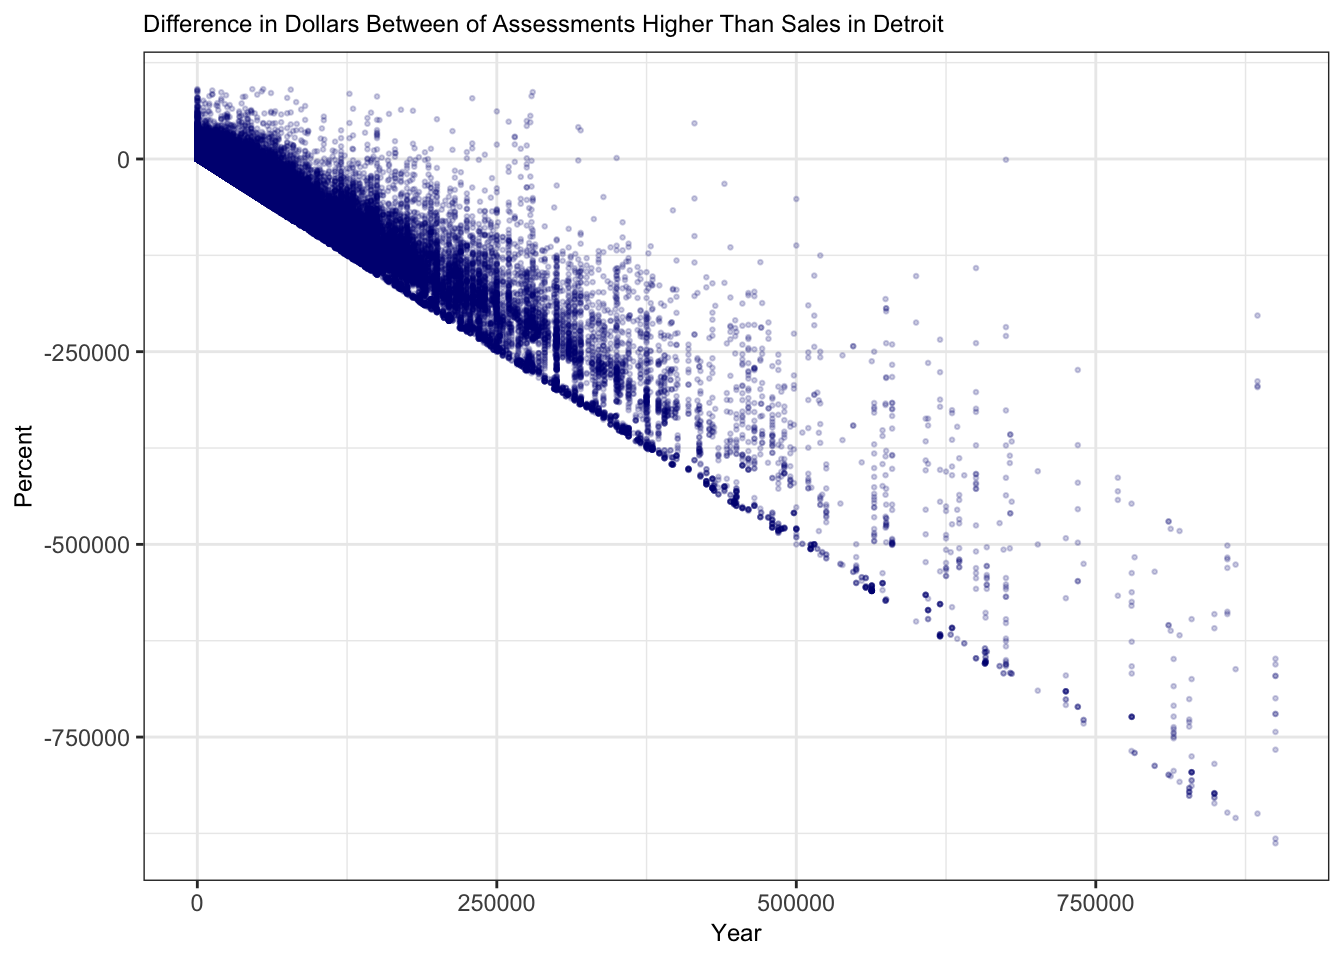 Difference in Dollars Between of Assessments Higher Than Sales in Detroit
Percent
0
-250000
-500000
-750000
0 250000 500000 750000
Year